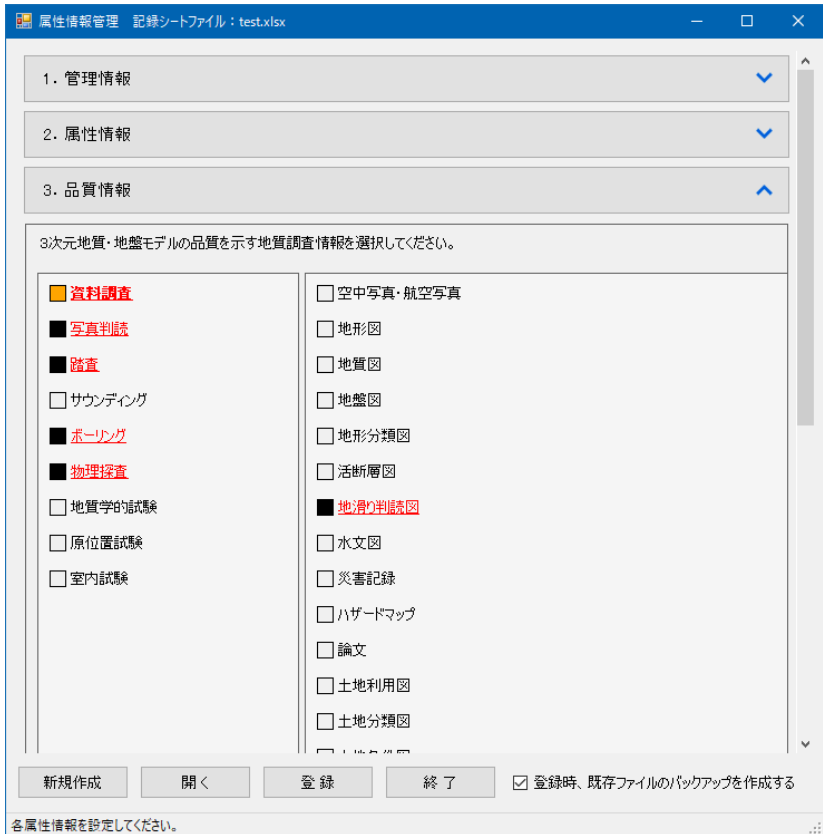 属性情報管理 記録シートファイル：test.xlsx
1. 管理情報
2. 属性情報
3. 品質情報
3次元地質・地盤モデルの品質を示す地質調査情報を選択してください。
資料調査
写真判読
踏査
サウンディング
ボーリング
物理探査
地質学的試験
原位置試験
室内試験
空中写真・航空写真
地形図
地質図
地盤図
地形分類図
活断層図
地滑り判読図
水文図
災害記録
ハザードマップ
論文
土地利用図
土地分類図
新規作成 開く 登録 終了 登録時、既存ファイルのバックアップを作成する
各属性情報を設定してください。